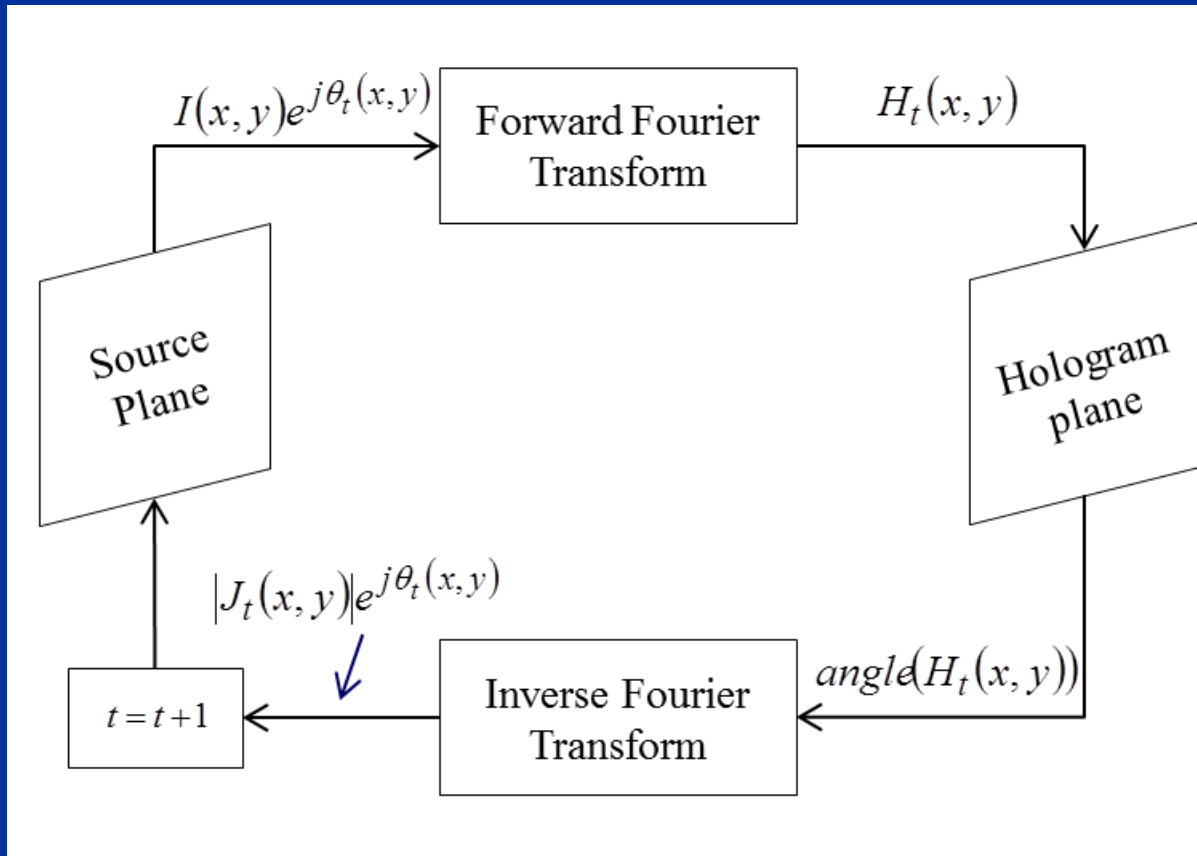 I(x, y)e^{jθ_t(x, y)}
Forward Fourier
Transform
H_t(x, y)
Source
Plane
Hologram
plane
|J_t(x, y)|e^{jθ_t(x, y)}
t = t + 1
Inverse Fourier
Transform
angle(H_t(x, y))